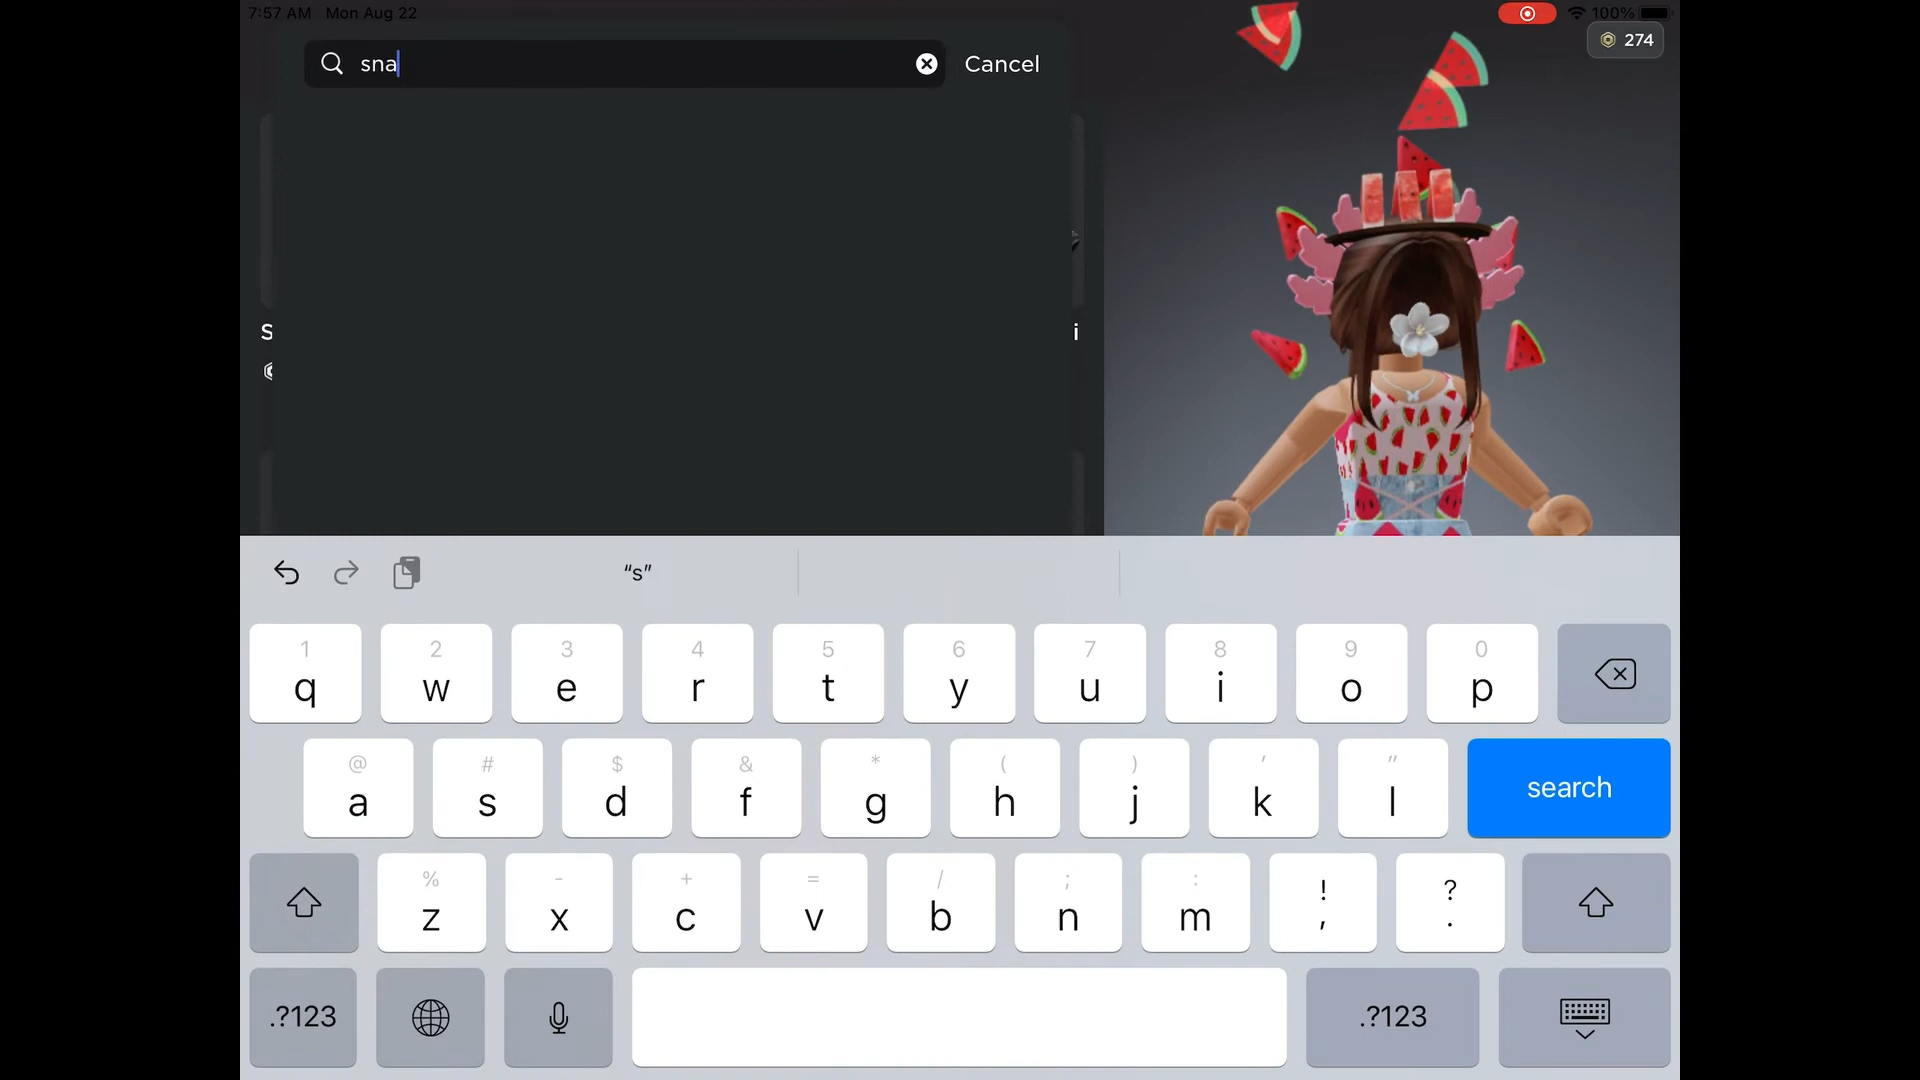 7:57 AM Mon Aug 22
100%
sna
Cancel
274
S
i
“s”
1 2 3 4 5 6 7 8 9 0
q w e r t y u i o p
@ # $ & * ( ) ' "
a s d f g h j k l search
% - + = / ; : ! ?
z x c v b n m , .
.?123 .?123